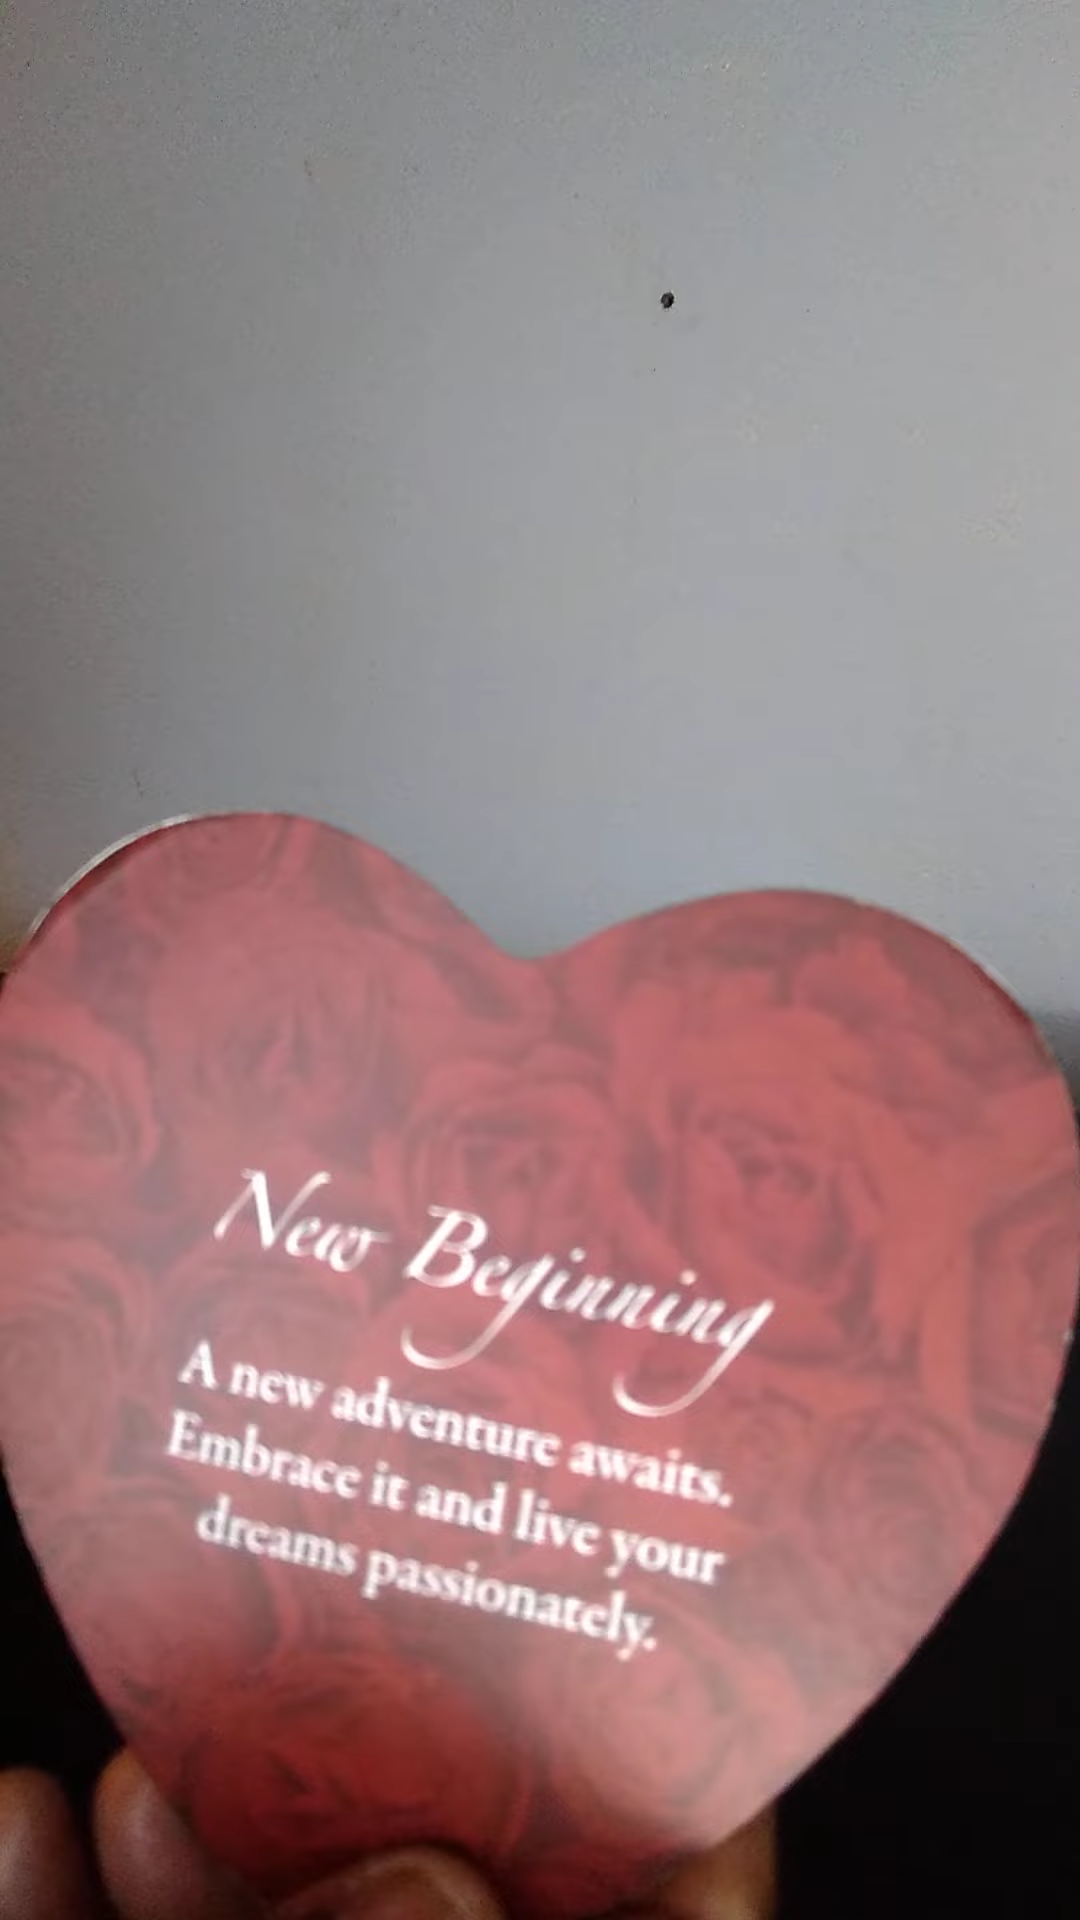 New Beginning
A new adventure awaits.
Embrace it and live your
dreams passionately.